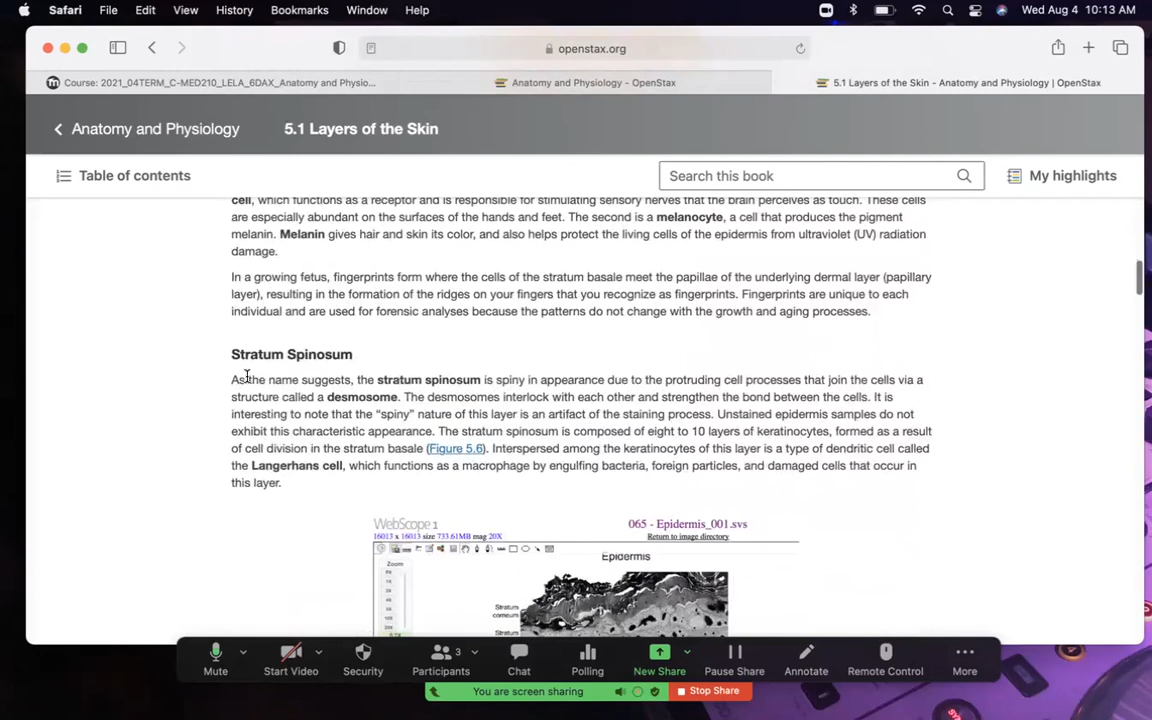 Safari File Edit View History Bookmarks Window Help Wed Aug 4 10:13 AM
openstax.org
Course: 2021_04TERM_C-MED210_LELA_6DAX_Anatomy and Physio... Anatomy and Physiology - OpenStax 5.1 Layers of the Skin - Anatomy and Physiology | OpenStax
Anatomy and Physiology 5.1 Layers of the Skin
Table of contents Search this book My highlights
cell, which functions as a receptor and is responsible for stimulating sensory nerves that the brain perceives as touch. These cells
are especially abundant on the surfaces of the hands and feet. The second is a melanocyte, a cell that produces the pigment
melanin. Melanin gives hair and skin its color, and also helps protect the living cells of the epidermis from ultraviolet (UV) radiation
damage.
In a growing fetus, fingerprints form where the cells of the stratum basale meet the papillae of the underlying dermal layer (papillary
layer), resulting in the formation of the ridges on your fingers that you recognize as fingerprints. Fingerprints are unique to each
individual and are used for forensic analyses because the patterns do not change with the growth and aging processes.
Stratum Spinosum
As the name suggests, the stratum spinosum is spiny in appearance due to the protruding cell processes that join the cells via a
structure called a desmosome. The desmosomes interlock with each other and strengthen the bond between the cells. It is
interesting to note that the “spiny” nature of this layer is an artifact of the staining process. Unstained epidermis samples do not
exhibit this characteristic appearance. The stratum spinosum is composed of eight to 10 layers of keratinocytes, formed as a result
of cell division in the stratum basale (Figure 5.6). Interspersed among the keratinocytes of this layer is a type of dendritic cell called
the Langerhans cell, which functions as a macrophage by engulfing bacteria, foreign particles, and damaged cells that occur in
this layer.
WebScope 1 065 - Epidermis_001.svs
16013 x 16013 size 733.61MB mag 20X Return to image directory
Epidermis
Zoom
Stratum
corneum
Stratum
Mute Start Video Security Participants 3 Chat Polling New Share Pause Share Annotate Remote Control More
You are screen sharing Stop Share